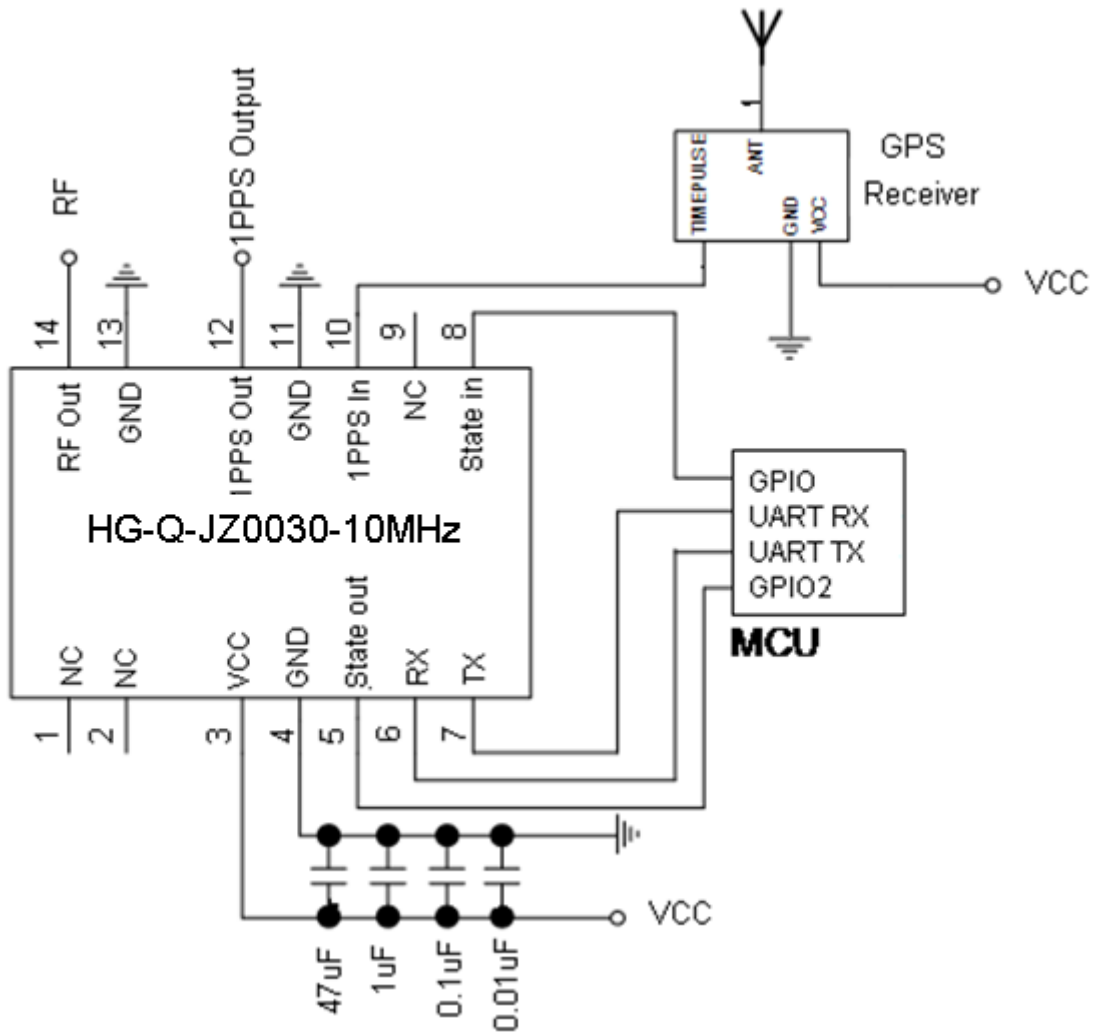 1
TIMEPULSE
ANT
GND
VCC
GPS
Receiver
VCC
RF
1PPS Output
14
13
12
11
10
9
8
RF Out
GND
1PPS Out
GND
1PPS In
NC
State in
HG-Q-JZ0030-10MHz
NC
NC
VCC
GND
State out
RX
TX
1
2
3
4
5
6
7
GPIO
UART RX
UART TX
GPIO2
MCU
VCC
47uF
1uF
0.1uF
0.01uF